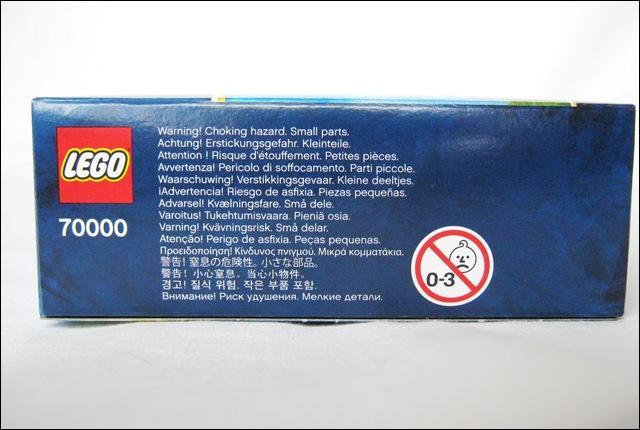 LEGO
70000
Warning! Choking hazard. Small parts.
Achtung! Erstickungsgefahr. Kleinteile.
Attention ! Risque d'étouffement. Petites pièces.
Avvertenza! Pericolo di soffocamento. Parti piccole.
Waarschuwing! Verstikkingsgevaar. Kleine deeltjes.
¡Advertencia! Riesgo de asfixia. Piezas pequeñas.
Advarsel! Kvælningsfare. Små dele.
Varoitus! Tukehtumisvaara. Pieniä osia.
Varning! Kvävningsrisk. Små delar.
Atenção! Perigo de asfixia. Peças pequenas.
Προειδοποίηση! Κίνδυνος πνιγμού. Μικρά κομματάκια.
警告! 窒息の危険性。小さな部品。
警告! 小心窒息。当心小物件。
경고! 질식 위험. 작은 부품 포함.
Внимание! Риск удушения. Мелкие детали.
0-3